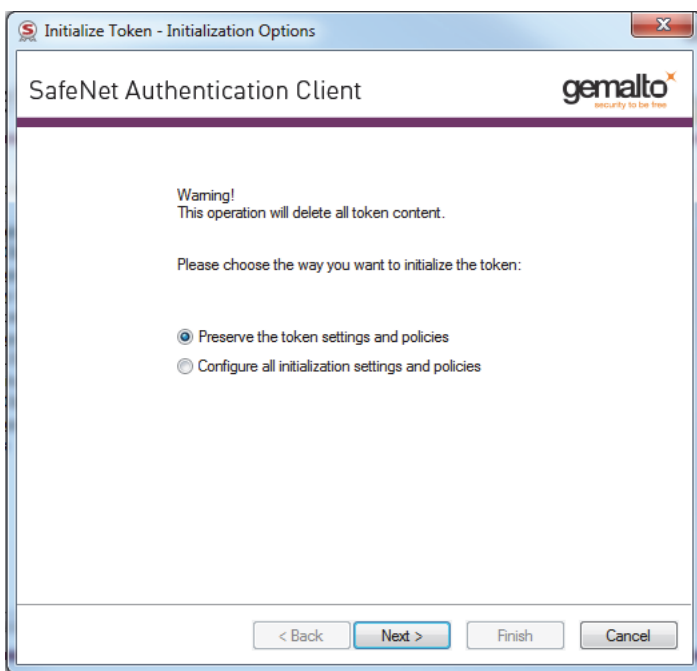 Initialize Token - Initialization Options
SafeNet Authentication Client
gemalto
security to be free
Warning!
This operation will delete all token content.
Please choose the way you want to initialize the token:
Preserve the token settings and policies
Configure all initialization settings and policies
< Back Next > Finish Cancel